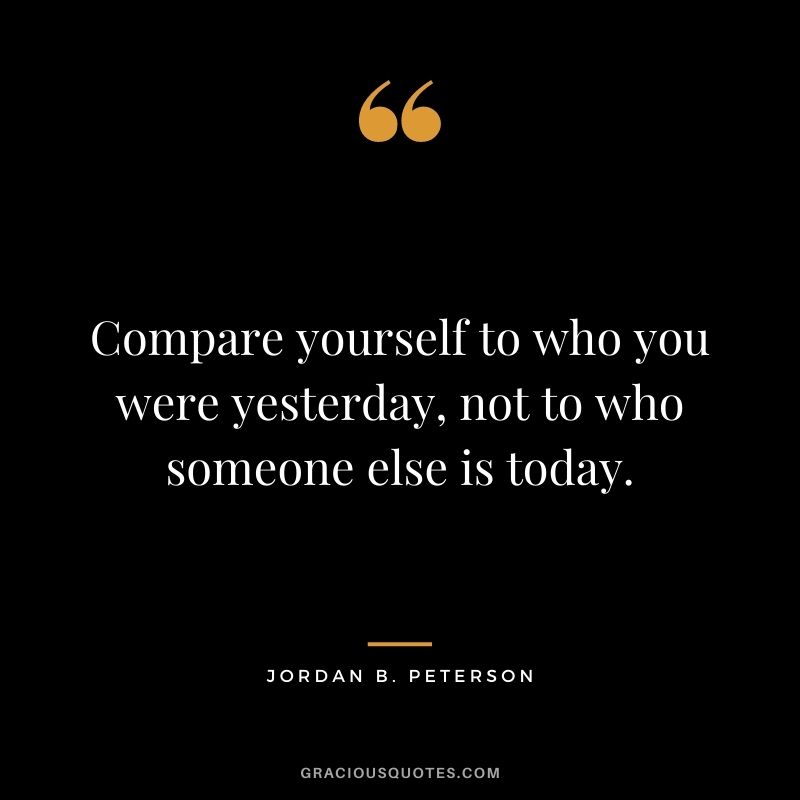 “
Compare yourself to who you
were yesterday, not to who
someone else is today.
JORDAN B. PETERSON
GRACIOUSQUOTES.COM